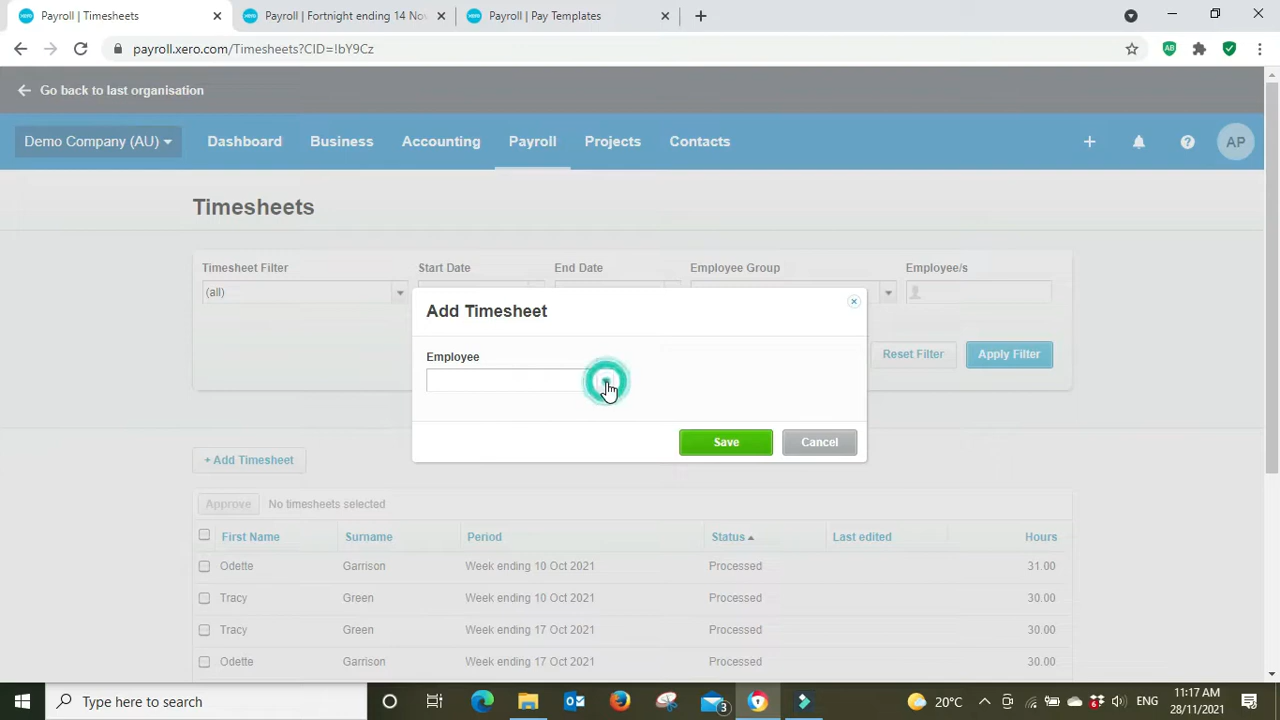 Payroll | Timesheets
Payroll | Fortnight ending 14 Nov
Payroll | Pay Templates
payroll.xero.com/Timesheets?CID=!bY9Cz
Go back to last organisation
Demo Company (AU) Dashboard Business Accounting Payroll Projects Contacts AP
Timesheets
Timesheet Filter Start Date End Date Employee Group Employee/s
(all)
Add Timesheet
Employee
Reset Filter Apply Filter
Save Cancel
+ Add Timesheet
Approve No timesheets selected
First Name Surname Period Status Last edited Hours
Odette Garrison Week ending 10 Oct 2021 Processed 31.00
Tracy Green Week ending 10 Oct 2021 Processed 30.00
Tracy Green Week ending 17 Oct 2021 Processed 30.00
Odette Garrison Week ending 17 Oct 2021 Processed 30.00
Type here to search
3
20°C
6
ENG
11:17 AM
28/11/2021